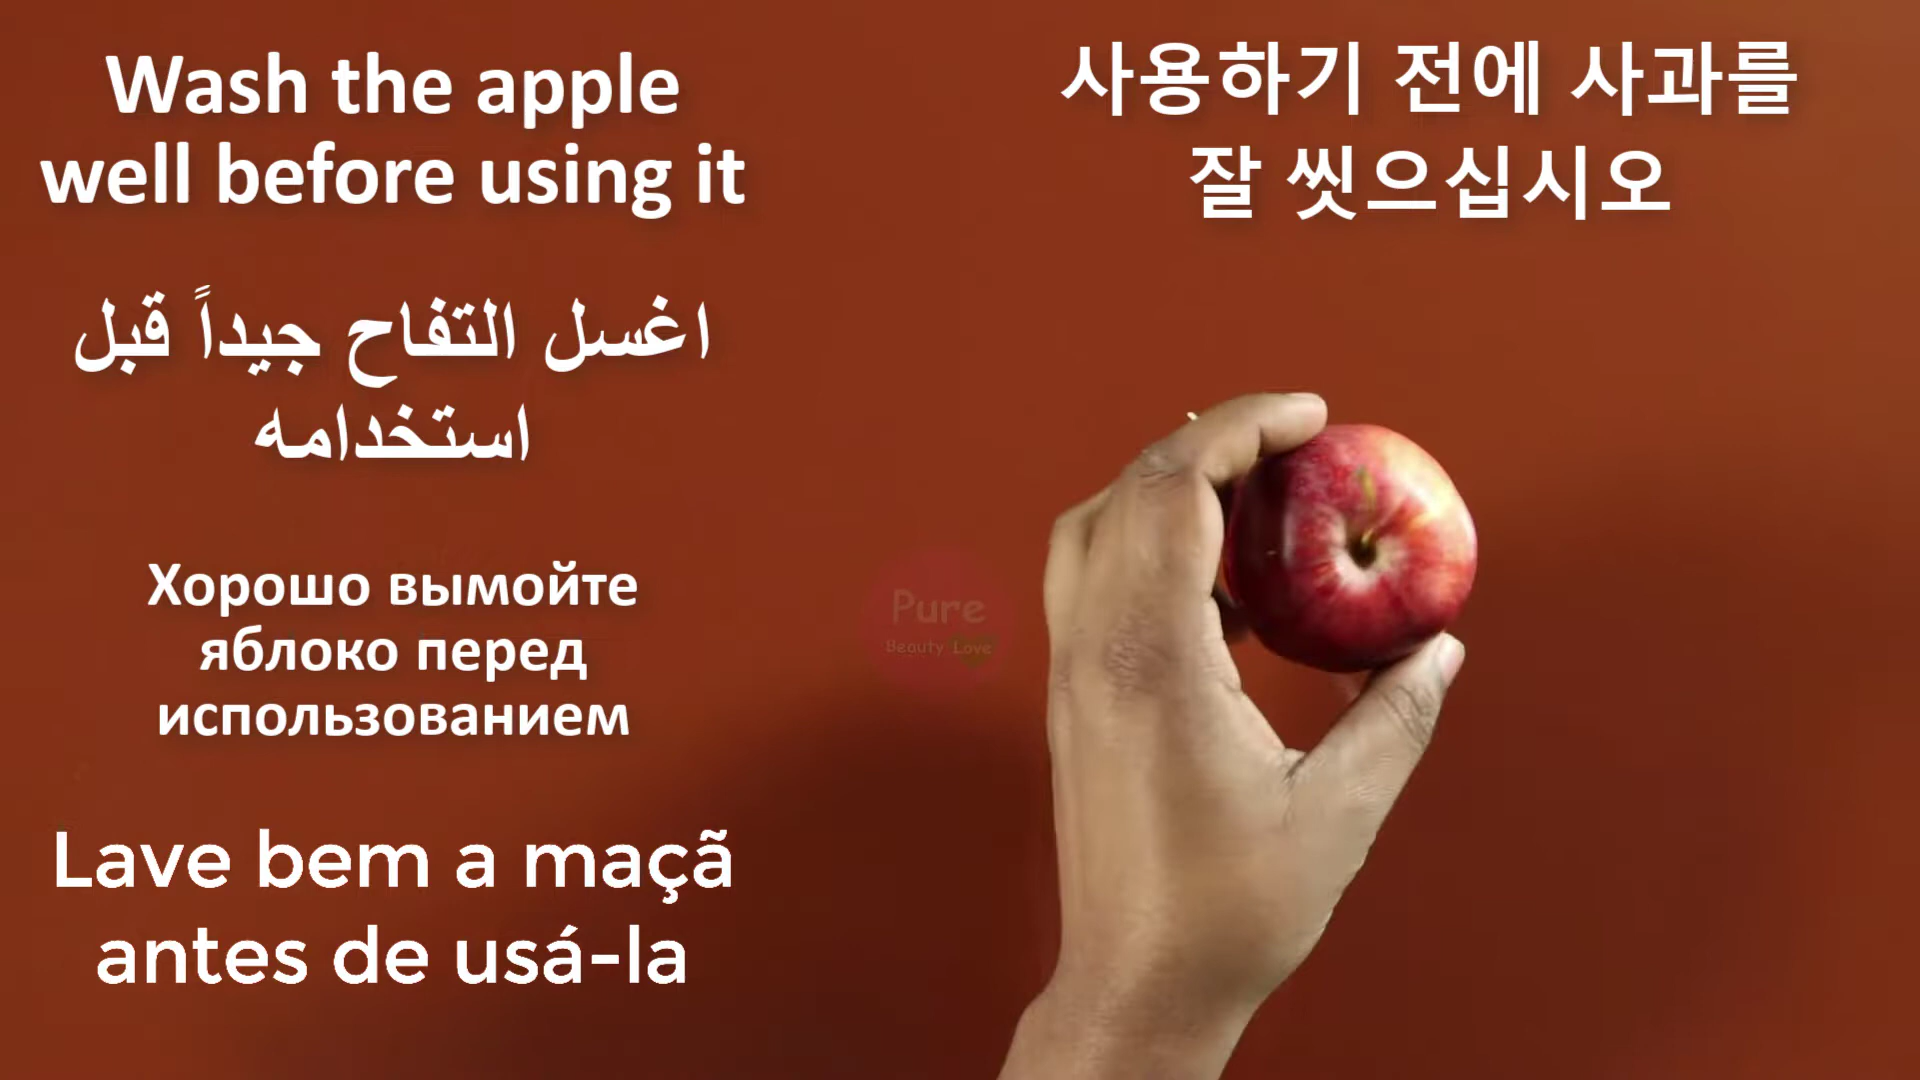 Wash the apple
well before using it
اغسل التفاح جيداً قبل
استخدامه
Хорошо вымойте
яблоко перед
использованием
Lave bem a maçã
antes de usá-la
사용하기 전에 사과를
잘 씻으십시오
Pure
Beauty Love